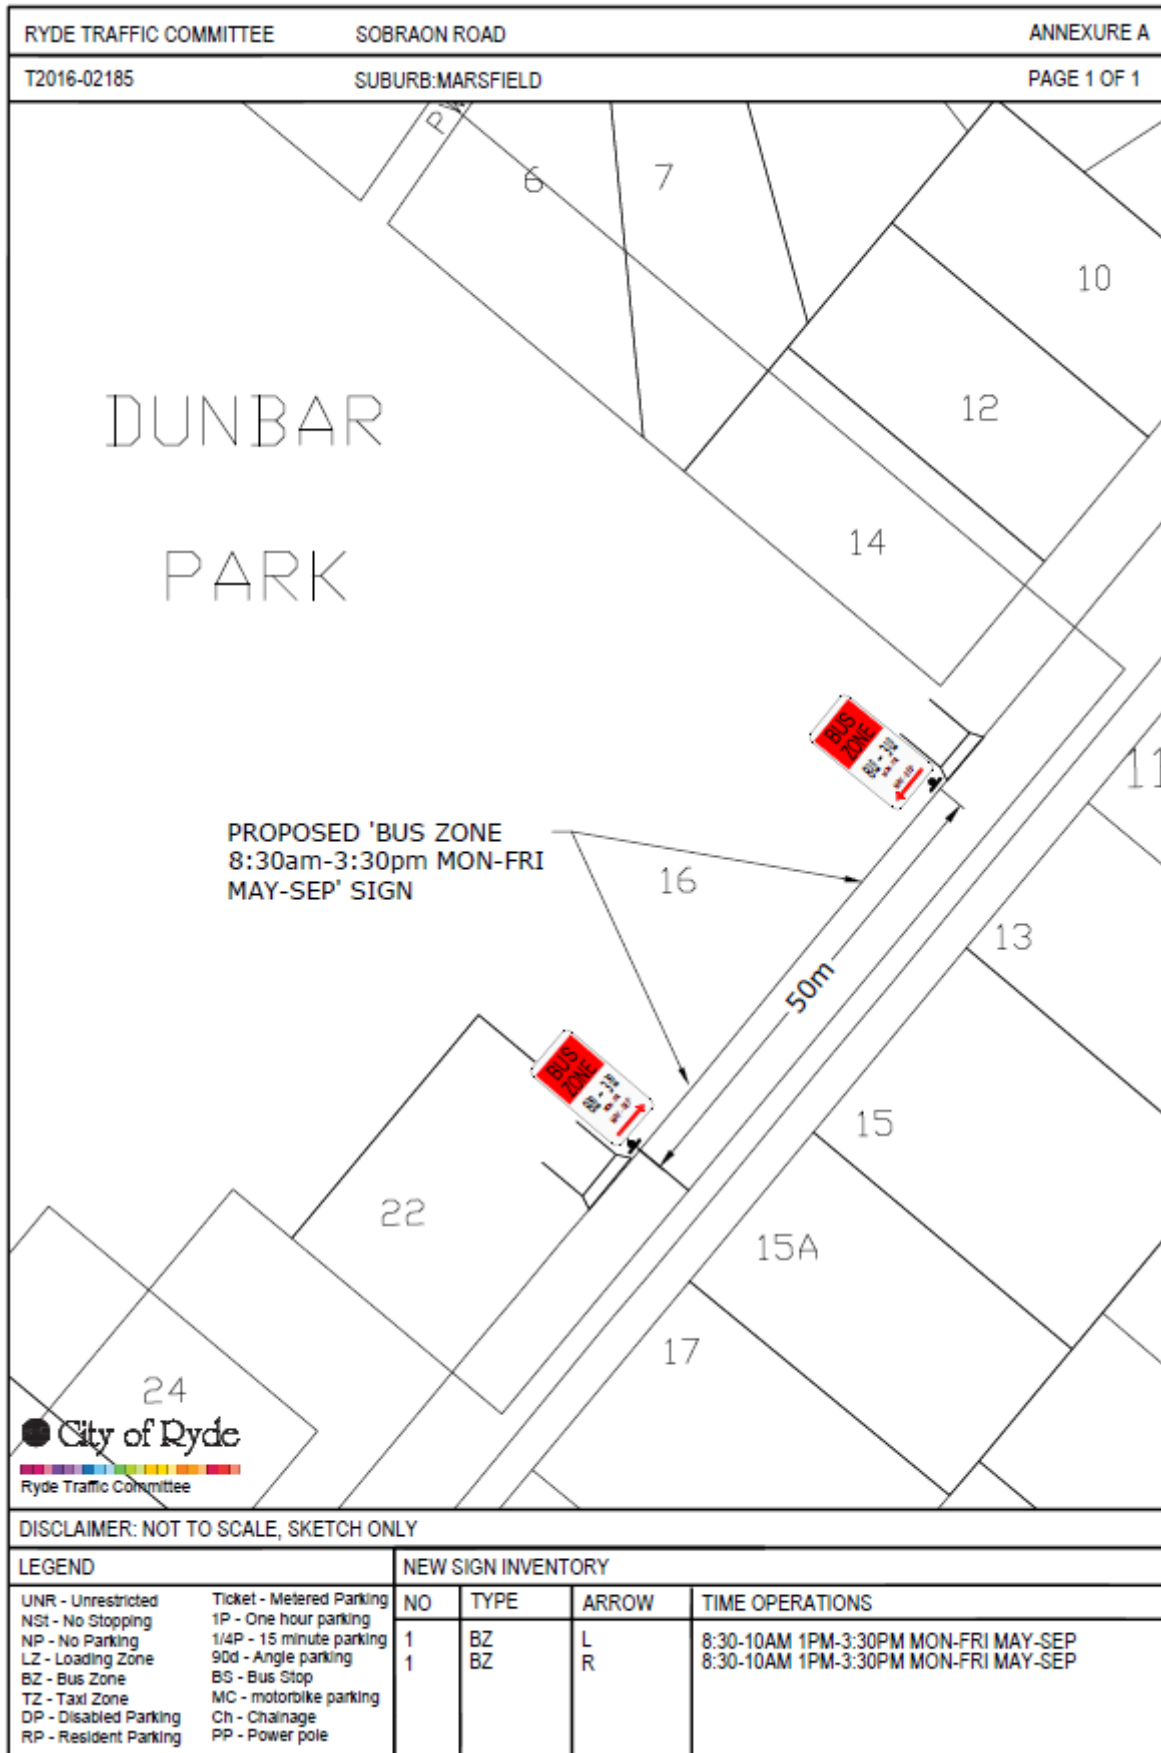 RYDE TRAFFIC COMMITTEE SOBRAON ROAD ANNEXURE A
T2016-02185 SUBURB:MARSFIELD PAGE 1 OF 1
6
7
10
12
14
DUNBAR
PARK
BUS
ZONE
11
PROPOSED 'BUS ZONE
8:30am-3:30pm MON-FRI
MAY-SEP' SIGN
16
13
50m
BUS
ZONE
15
22
15A
17
24
City of Ryde
Ryde Traffic Committee
DISCLAIMER: NOT TO SCALE, SKETCH ONLY
LEGEND
UNR - Unrestricted
NSt - No Stopping
NP - No Parking
LZ - Loading Zone
BZ - Bus Zone
TZ - Taxi Zone
DP - Disabled Parking
RP - Resident Parking
Ticket - Metered Parking
1P - One hour parking
1/4P - 15 minute parking
90d - Angle parking
BS - Bus Stop
MC - motorbike parking
Ch - Chainage
PP - Power pole
NEW SIGN INVENTORY
NO TYPE ARROW TIME OPERATIONS
1 BZ L 8:30-10AM 1PM-3:30PM MON-FRI MAY-SEP
1 BZ R 8:30-10AM 1PM-3:30PM MON-FRI MAY-SEP